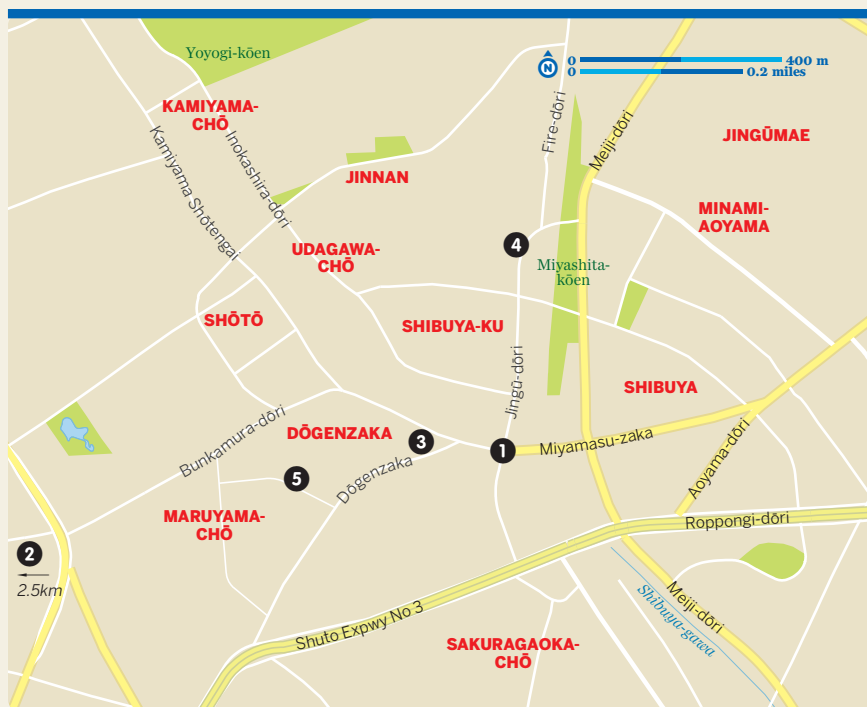 Yoyogi-kōen
0 400 m
N
0 0.2 miles
KAMIYAMA-
CHŌ
Fire-dōri
Meiji-dōri
JINGŪMAE
Kamiyama Shōtengai
Inokashira-dōri
JINNAN
MINAMI-
AOYAMA
UDAGAWA-
CHŌ
4
Miyashita-
kōen
SHŌTŌ
SHIBUYA-KU
Jingū-dōri
SHIBUYA
Bunkamura-dōri
DŌGENZAKA
3
1
Miyamasu-zaka
Aoyama-dōri
5
Dōgenzaka
MARUYAMA-
CHŌ
Roppongi-dōri
2
2.5km
Shuto Expwy No 3
Shibuya-gawa
Meiji-dōri
SAKURAGAOKA-
CHŌ